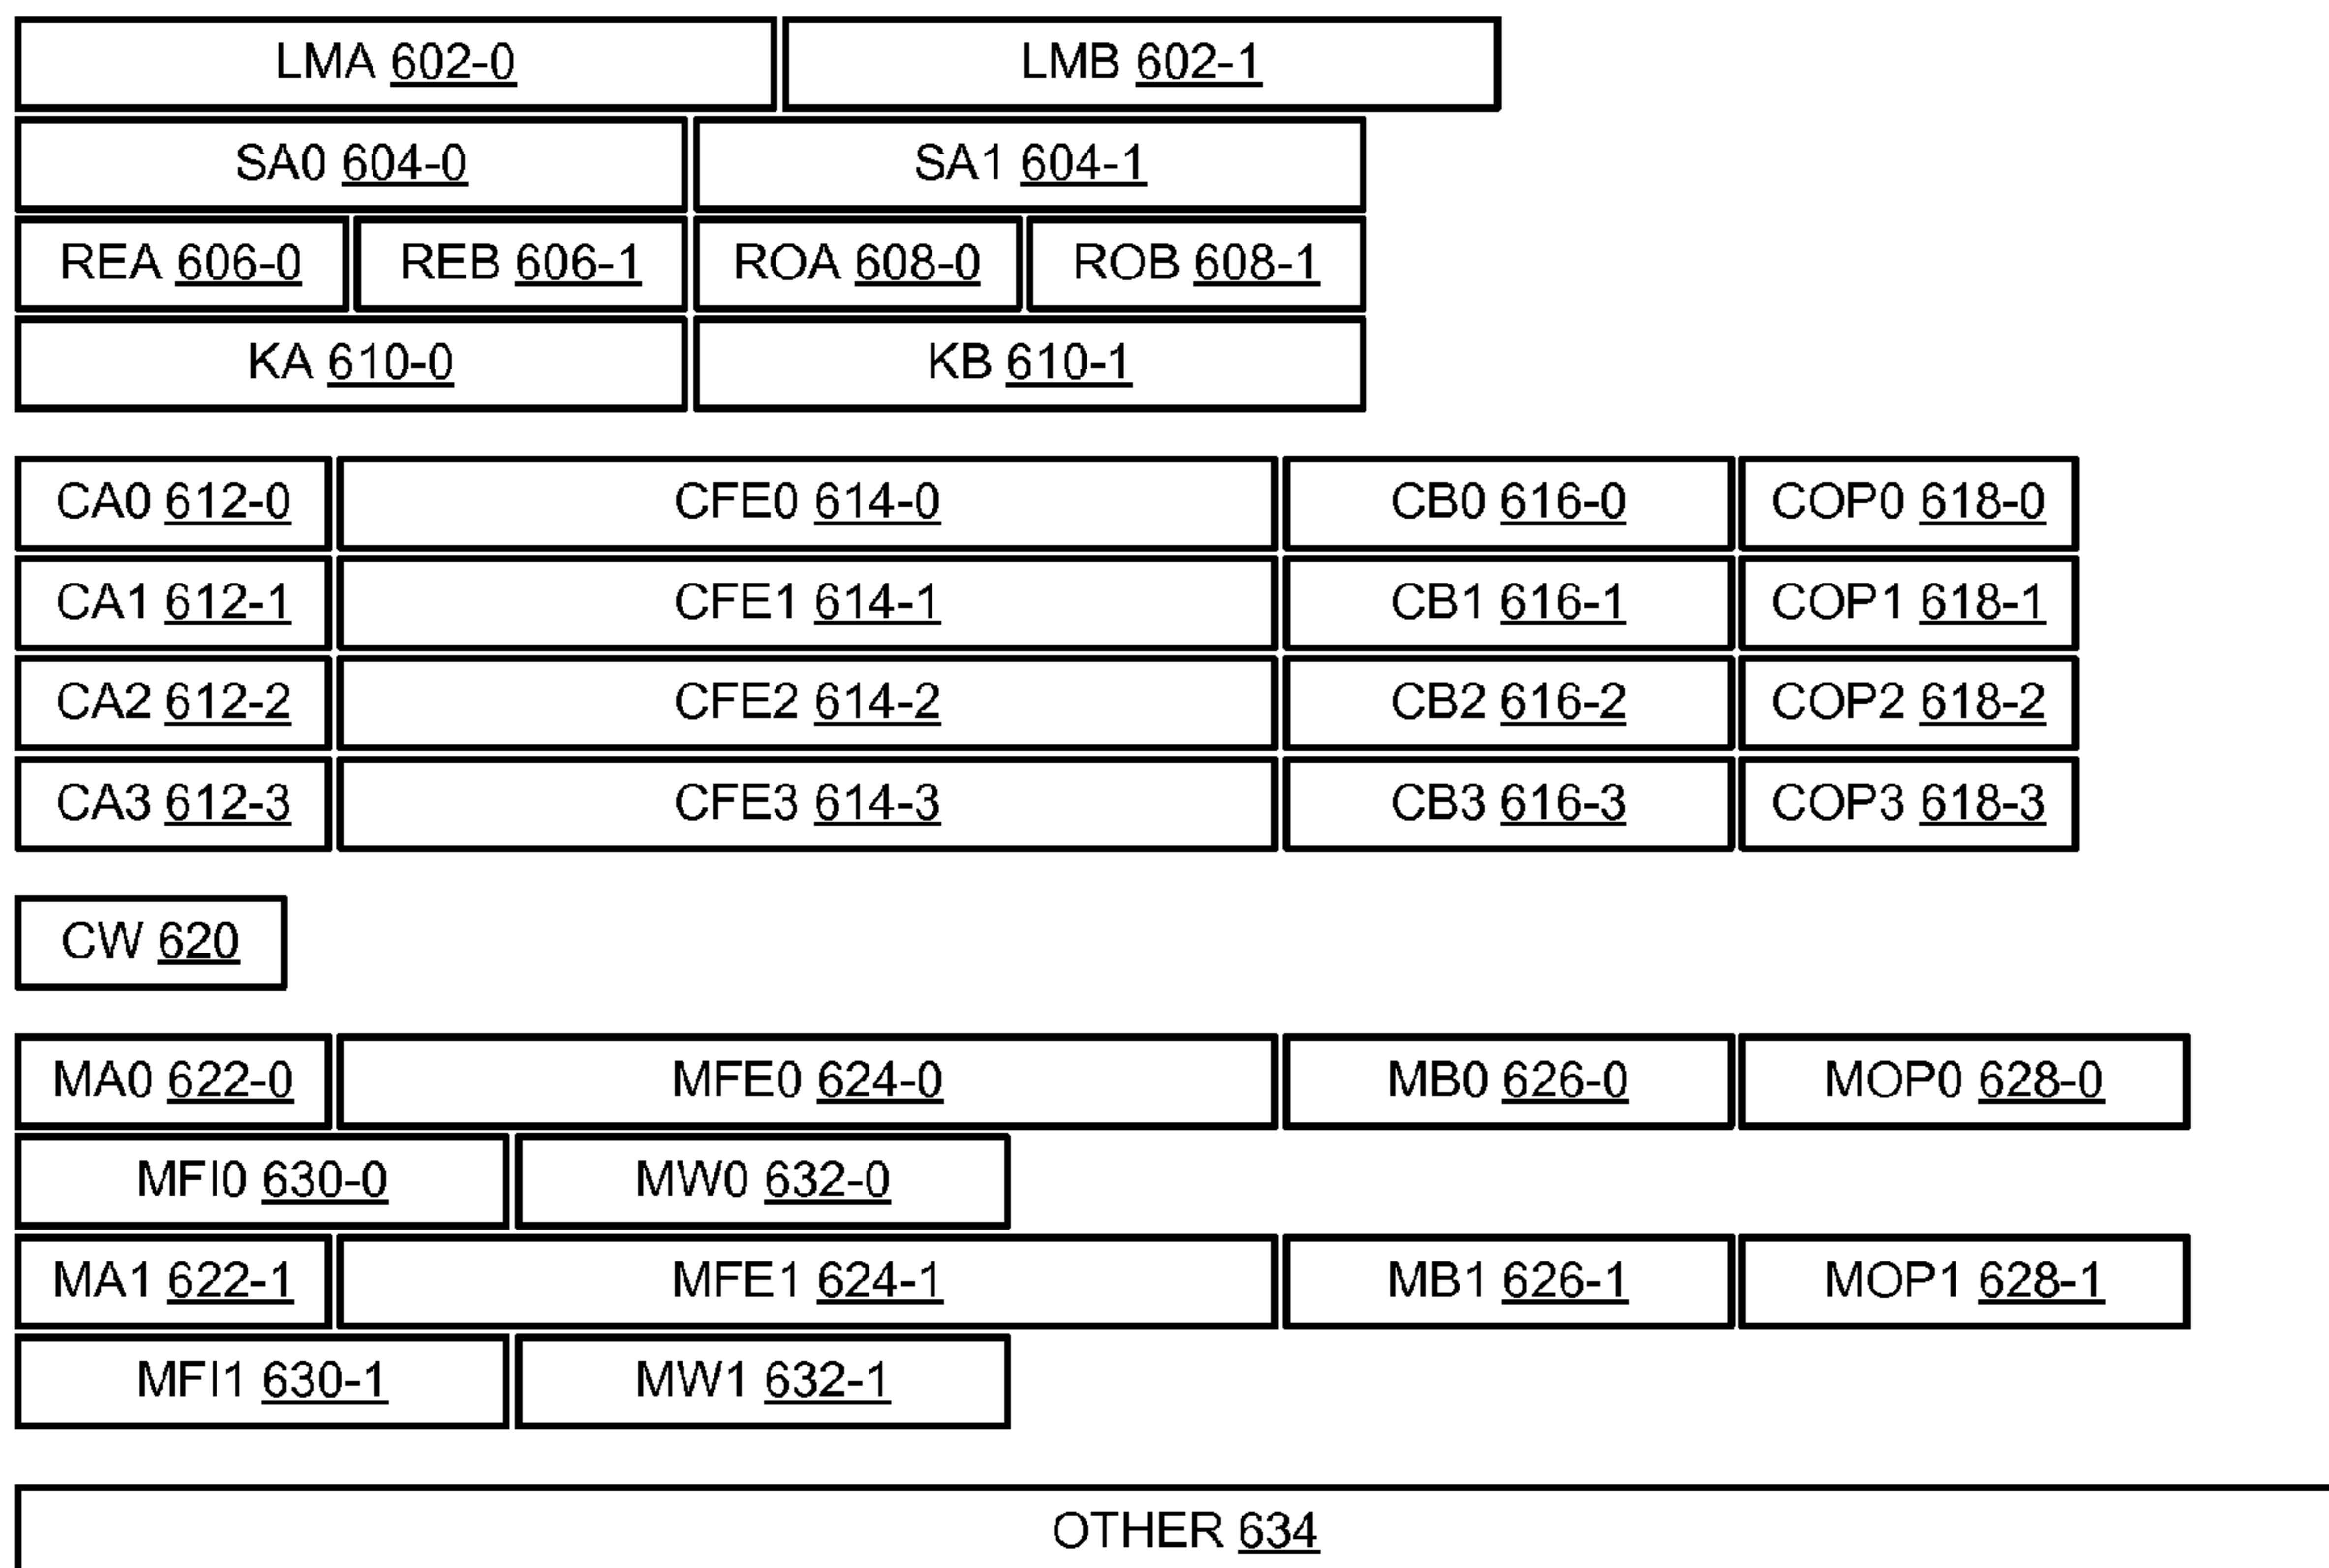 LMA 602-0 LMB 602-1
SA0 604-0 SA1 604-1
REA 606-0 REB 606-1 ROA 608-0 ROB 608-1
KA 610-0 KB 610-1
CA0 612-0 CFE0 614-0 CB0 616-0 COP0 618-0
CA1 612-1 CFE1 614-1 CB1 616-1 COP1 618-1
CA2 612-2 CFE2 614-2 CB2 616-2 COP2 618-2
CA3 612-3 CFE3 614-3 CB3 616-3 COP3 618-3
CW 620
MA0 622-0 MFE0 624-0 MB0 626-0 MOP0 628-0
MFI0 630-0 MW0 632-0
MA1 622-1 MFE1 624-1 MB1 626-1 MOP1 628-1
MFI1 630-1 MW1 632-1
OTHER 634